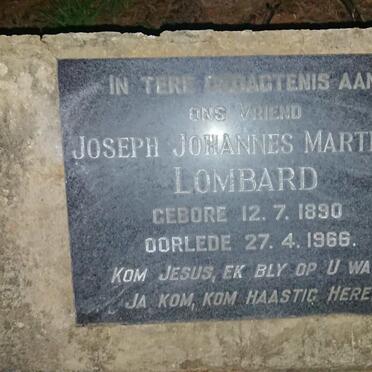 IN TERE GEDAGTENIS AAN
ONS VRIEND
JOSEPH JOHANNES
LOMBARD
GEBORE 12.7.1890
OORLEDE 27.4.1966.
KOM JESUS, EK BLY OP U
JA KOM, KOM HAASTIG HERE